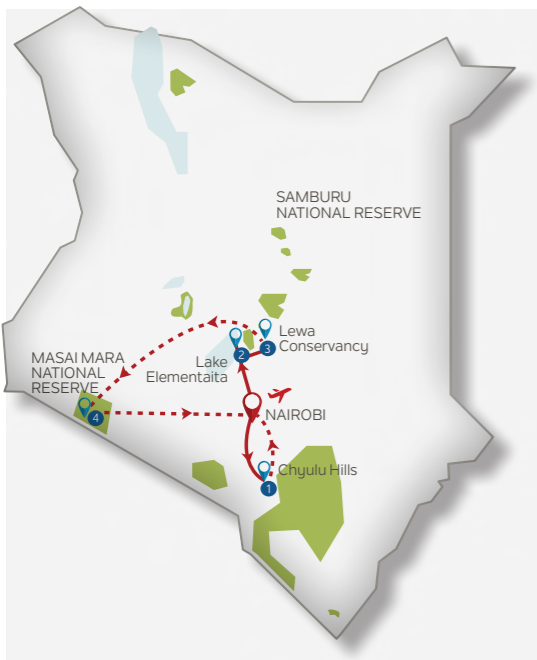 SAMBURU
NATIONAL RESERVE
Lewa
Conservancy
3
2
Lake
Elementaita
MASAI MARA
NATIONAL
RESERVE
4
NAIROBI
Chyulu Hills
1